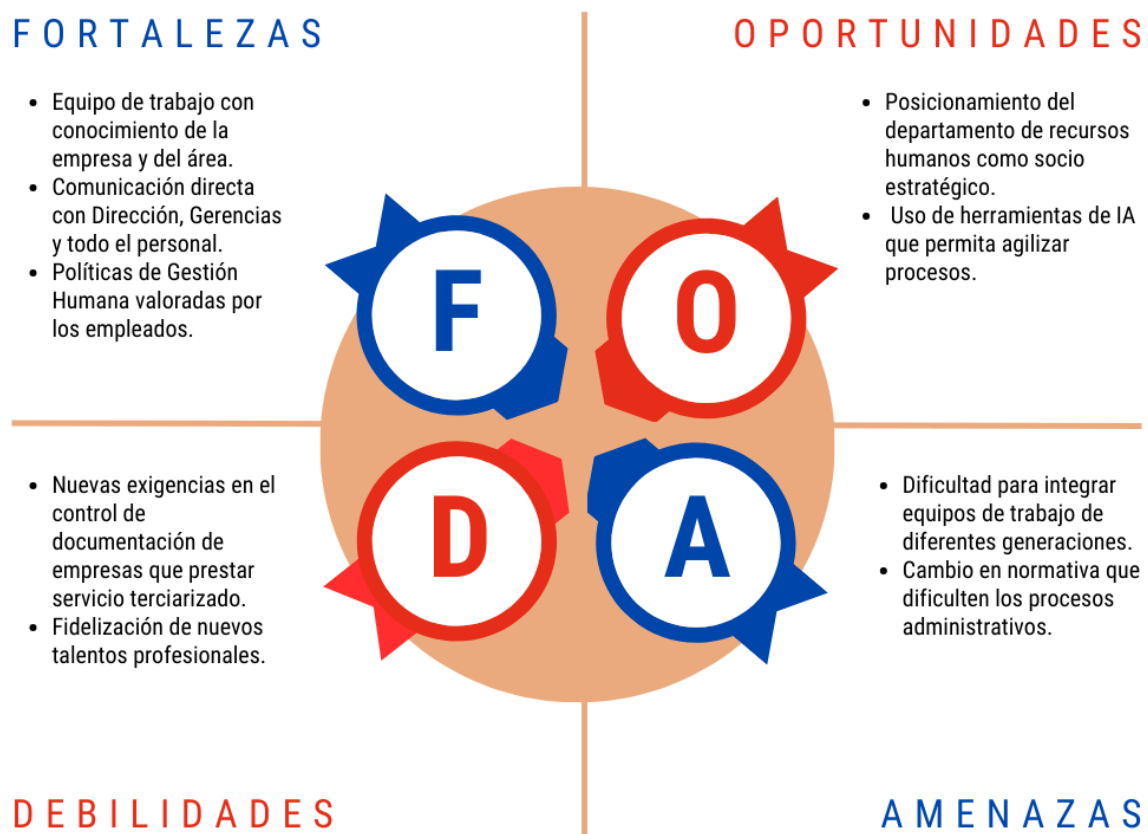 FORTALEZAS
• Equipo de trabajo con
conocimiento de la
empresa y del área.
• Comunicación directa
con Dirección, Gerencias
y todo el personal.
• Políticas de Gestión
Humana valoradas por
los empleados.
OPORTUNIDADES
• Posicionamiento del
departamento de recursos
humanos como socio
estratégico.
• Uso de herramientas de IA
que permita agilizar
procesos.
F
O
D
A
• Nuevas exigencias en el
control de
documentación de
empresas que prestar
servicio terciarizado.
• Fidelización de nuevos
talentos profesionales.
DEBILIDADES
• Dificultad para integrar
equipos de trabajo de
diferentes generaciones.
• Cambio en normativa que
dificulten los procesos
administrativos.
AMENAZAS